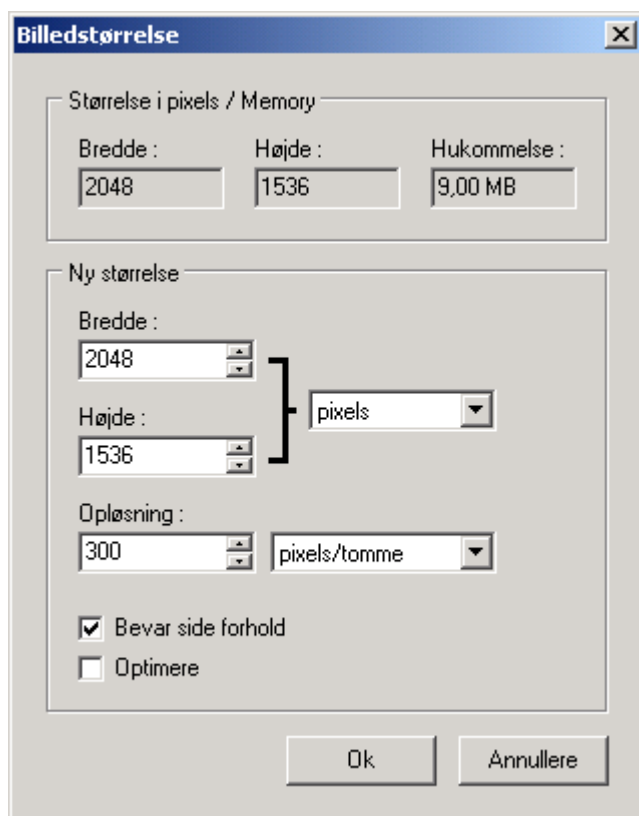 Billedstørrelse
Størrelse i pixels / Memory
Bredde : Højde : Hukommelse :
2048 1536 9,00 MB
Ny størrelse
Bredde :
2048
pixels
Højde :
1536
Opløsning :
300 pixels/tomme
Bevar side forhold
Optimere
Ok Annullere